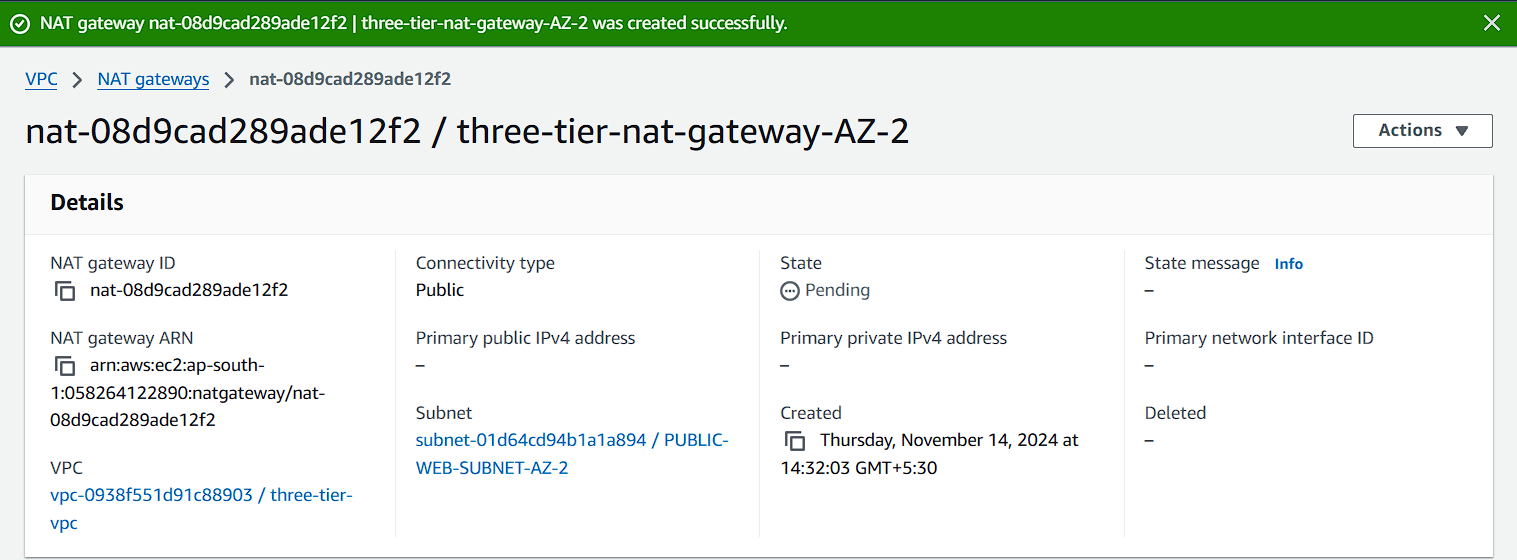 NAT gateway nat-08d9cad289ade12f2 | three-tier-nat-gateway-AZ-2 was created successfully.
VPC > NAT gateways > nat-08d9cad289ade12f2
nat-08d9cad289ade12f2 / three-tier-nat-gateway-AZ-2
Actions
Details
NAT gateway ID
nat-08d9cad289ade12f2
NAT gateway ARN
arn:aws:ec2:ap-south-
1:058264122890:natgateway/nat-
08d9cad289ade12f2
VPC
vpc-0938f551d91c88903 / three-tier-
vpc
Connectivity type
Public
Primary public IPv4 address
–
Subnet
subnet-01d64cd94b1a1a894 / PUBLIC-
WEB-SUBNET-AZ-2
State
Pending
Primary private IPv4 address
–
Created
Thursday, November 14, 2024 at
14:32:03 GMT+5:30
State message Info
–
Primary network interface ID
–
Deleted
–